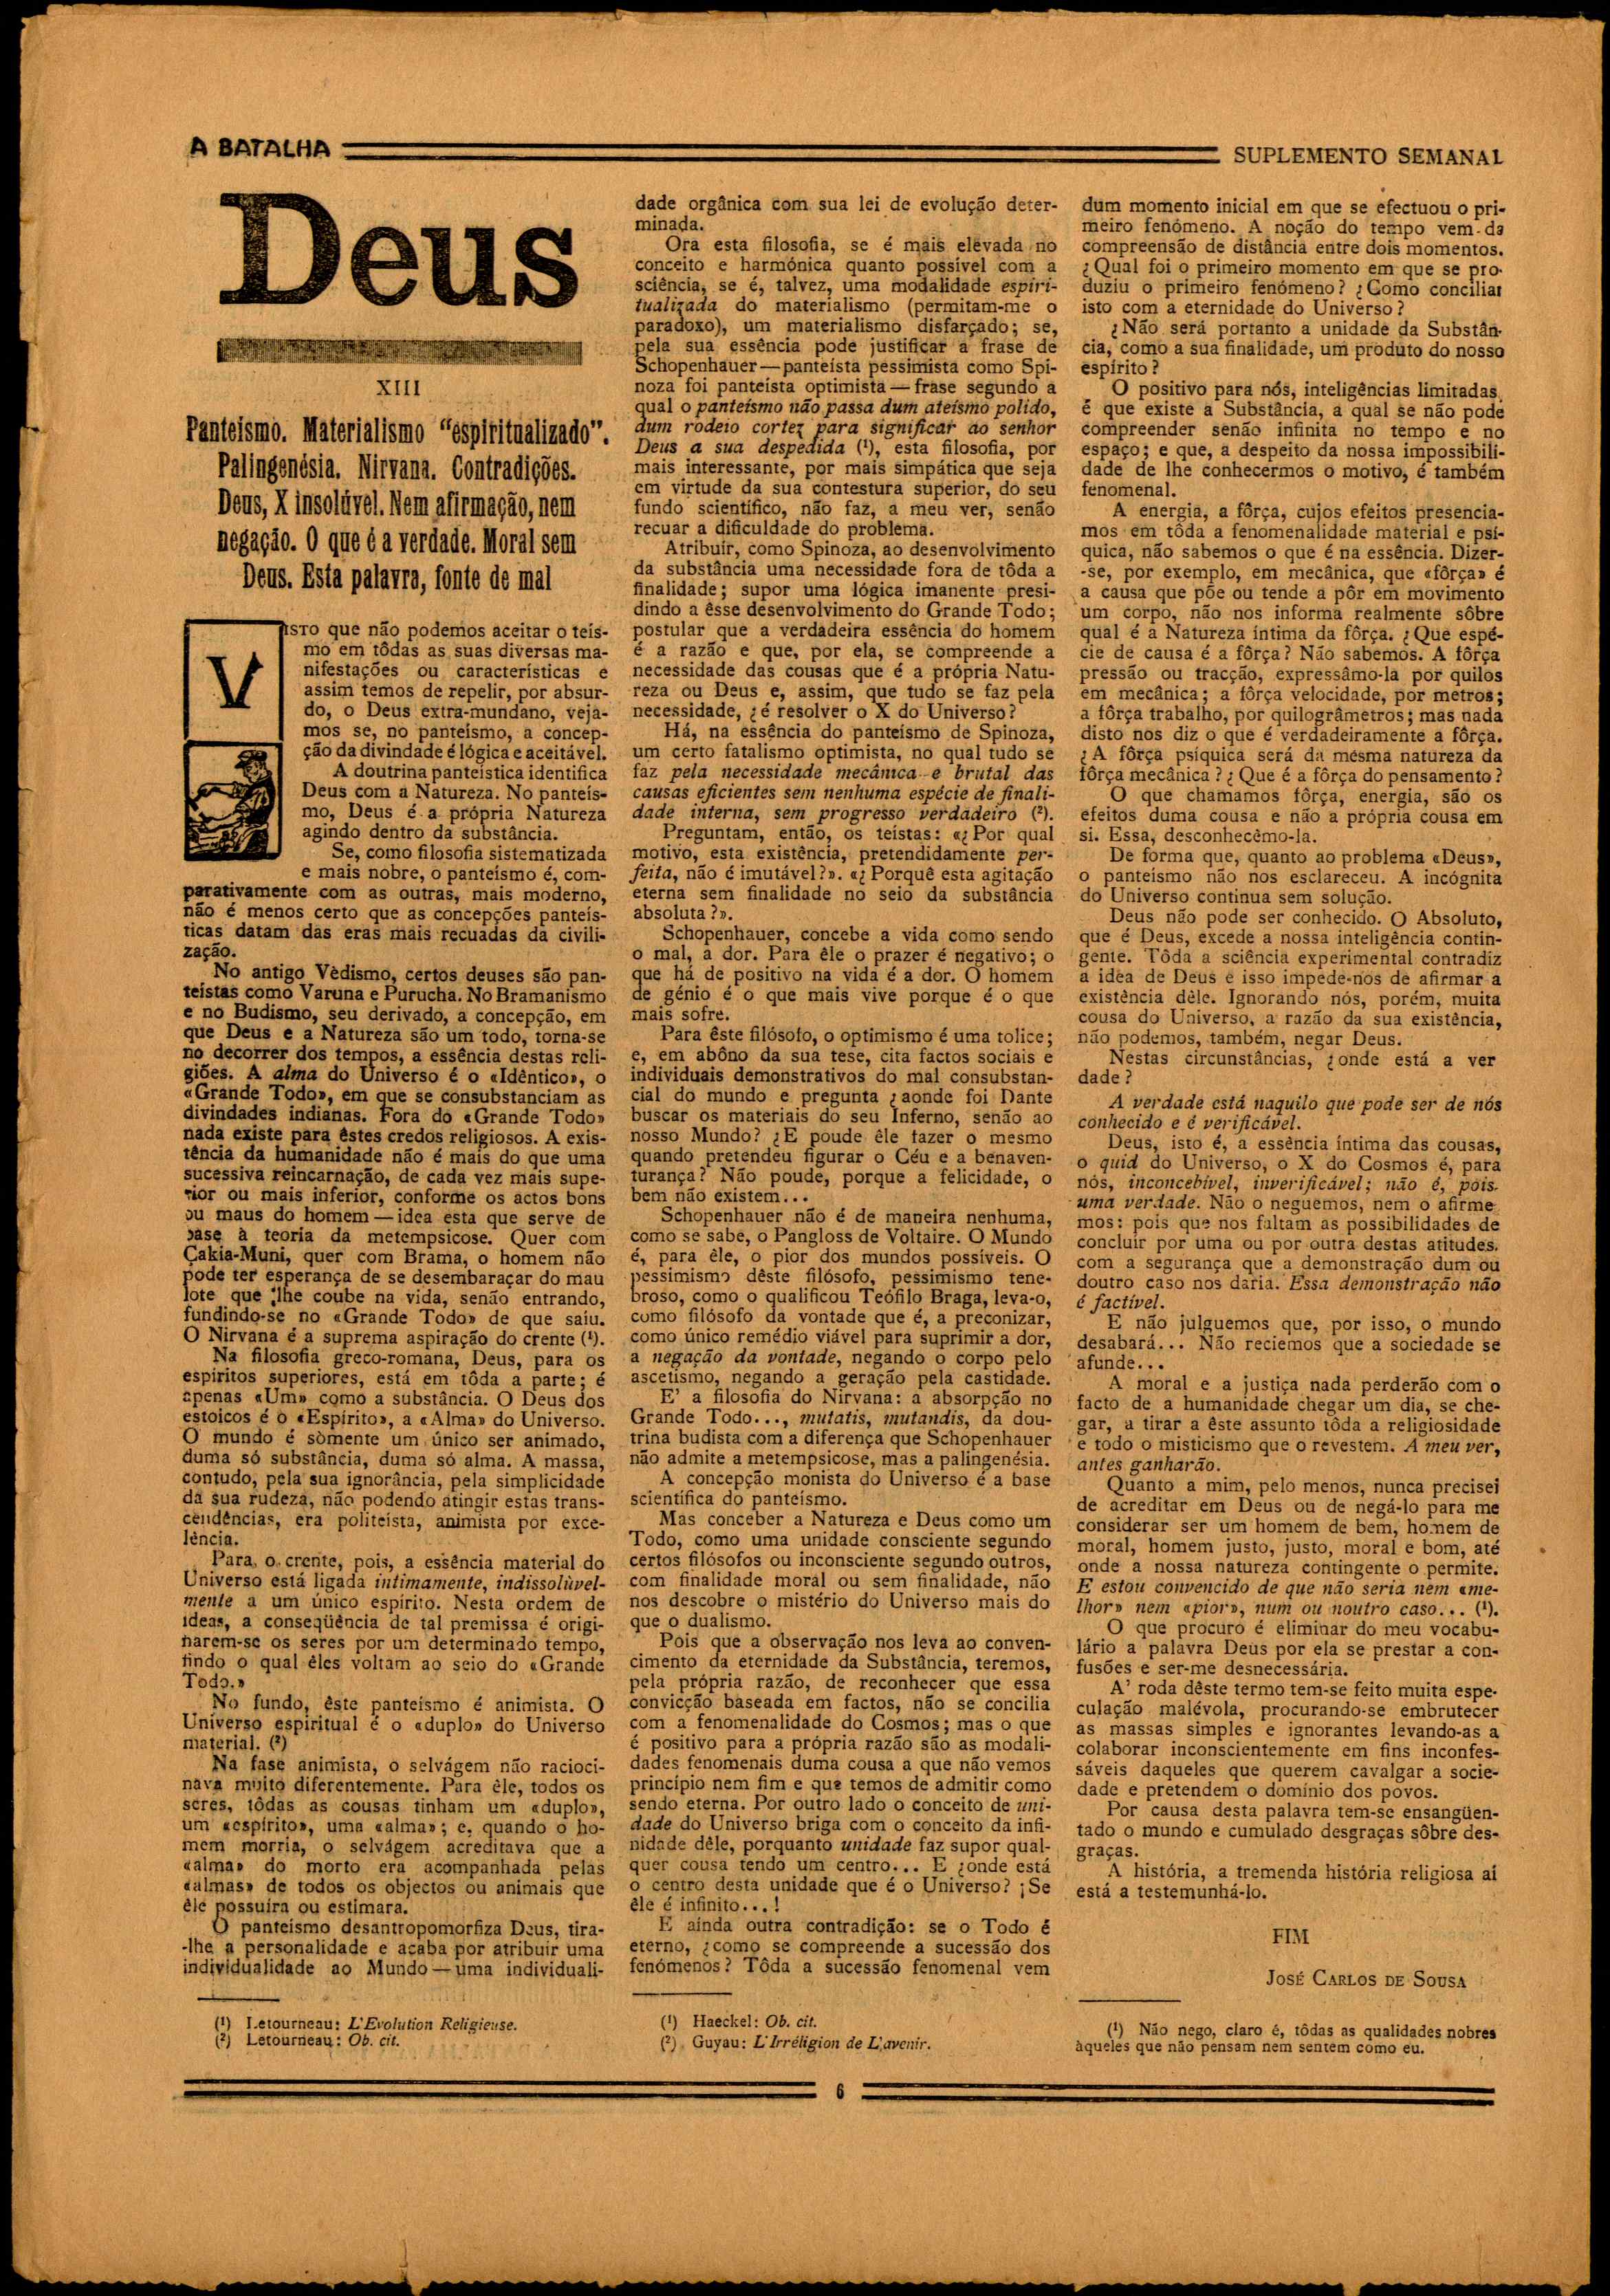 A BATALHA
SUPLEMENTO SEMANAL
Deus
XIII
Panteísmo. Materialismo “espiritualizado”.
Palingenésia. Nirvana. Contradições.
Deus, X insolúvel. Nem afirmação, nem
negação. O que é a verdade. Moral sem
Deus. Esta palavra, fonte de mal
VISTO que não podemos aceitar o teís-
mo em tôdas as suas diversas ma-
nifestações ou características e
assim temos de repelir, por absur-
do, o Deus extra-mundano, veja-
mos se, no panteísmo, a concep-
ção da divindade é lógica e aceitável.
A doutrina panteística identifica
Deus com a Natureza. No panteís-
mo, Deus é a própria Natureza
agindo dentro da substância.
Se, como filosofia sistematizada
e mais nobre, o panteísmo é, com-
parativamente com as outras, mais moderno,
não é menos certo que as concepções panteís-
ticas datam das eras mais recuadas da civili-
zação.
No antigo Vèdismo, certos deuses são pan-
teístas como Varuna e Purucha. No Bramanismo
e no Budismo, seu derivado, a concepção, em
que Deus e a Natureza são um todo, torna-se
no decorrer dos tempos, a essência destas reli-
giões. A alma do Universo é o «Idêntico», o
«Grande Todo», em que se consubstanciam as
divindades indianas. Fora do «Grande Todo»
nada existe para êstes credos religiosos. A exis-
tência da humanidade não é mais do que uma
sucessiva reincarnação, de cada vez mais supe-
rior ou mais inferior, conforme os actos bons
ou maus do homem — idea esta que serve de
base à teoria da metempsicose. Quer com
Çakia-Muni, quer com Brama, o homem não
pode ter esperança de se desembaraçar do mau
lote que lhe coube na vida, senão entrando,
fundindo-se no «Grande Todo» de que saíu.
O Nirvana é a suprema aspiração do crente (¹).
Na filosofia greco-romana, Deus, para os
espíritos superiores, está em tôda a parte; é
apenas «Um» como a substância. O Deus dos
estoicos é o «Espírito», a «Alma» do Universo.
O mundo é sòmente um único ser animado,
duma só substância, duma só alma. A massa,
contudo, pela sua ignorância, pela simplicidade
da sua rudeza, não podendo atingir estas trans-
cendências, era politeísta, animista por exce-
lência.
Para o crente, pois, a essência material do
Universo está ligada intimamente, indissolùvel-
mente a um único espírito. Nesta ordem de
ideas, a conseqüência de tal premissa é origi-
narem-se os seres por um determinado tempo,
findo o qual êles voltam ao seio do «Grande
Todo.»
No fundo, êste panteísmo é animista. O
Universo espiritual é o «duplo» do Universo
material. (²)
Na fase animista, o selvágem não racioci-
nava muito diferentemente. Para êle, todos os
seres, tôdas as cousas tinham um «duplo»,
um «espírito», uma «alma»; e, quando o ho-
mem morria, o selvágem acreditava que a
«alma» do morto era acompanhada pelas
«almas» de todos os objectos ou animais que
êle possuira ou estimara.
O panteísmo desantropomorfiza Deus, tira-
-lhe a personalidade e acaba por atribuir uma
individualidade ao Mundo — uma individuali-
(¹) Letourneau: L'Evolution Religieuse.
(²) Letourneau: Ob. cit.
dade orgânica com sua lei de evolução deter-
minada.
Ora esta filosofia, se é mais elevada no
conceito e harmónica quanto possível com a
sciência, se é, talvez, uma modalidade espiri-
tualizada do materialismo (permitam-me o
paradoxo), um materialismo disfarçado; se,
pela sua essência pode justificar a frase de
Schopenhauer — panteísta pessimista como Spi-
noza foi panteísta optimista — frase segundo a
qual o panteísmo não passa dum ateísmo polido,
dum rodeio cortez para significar ao senhor
Deus a sua despedida (¹), esta filosofia, por
mais interessante, por mais simpática que seja
em virtude da sua contestura superior, do seu
fundo scientífico, não faz, a meu ver, senão
recuar a dificuldade do problema.
Atribuir, como Spinoza, ao desenvolvimento
da substância uma necessidade fora de tôda a
finalidade; supor uma lógica imanente presi-
dindo a êsse desenvolvimento do Grande Todo;
postular que a verdadeira essência do homem
é a razão e que, por ela, se compreende a
necessidade das cousas que é a própria Natu-
reza ou Deus e, assim, que tudo se faz pela
necessidade, ¿é resolver o X do Universo?
Há, na essência do panteísmo de Spinoza,
um certo fatalismo optimista, no qual tudo se
faz pela necessidade mecânica e brutal das
causas eficientes sem nenhuma espécie de finali-
dade interna, sem progresso verdadeiro (²).
Preguntam, então, os teístas: «¿Por qual
motivo, esta existência, pretendidamente per-
feita, não é imutável?». «¿Porquê esta agitação
eterna sem finalidade no seio da substância
absoluta?».
Schopenhauer, concebe a vida como sendo
o mal, a dor. Para êle o prazer é negativo; o
que há de positivo na vida é a dor. O homem
de génio é o que mais vive porque é o que
mais sofre.
Para êste filósofo, o optimismo é uma tolice;
e, em abôno da sua tese, cita factos sociais e
individuais demonstrativos do mal consubstan-
cial do mundo e pregunta ¿aonde foi Dante
buscar os materiais do seu Inferno, senão ao
nosso Mundo? ¿E poude êle fazer o mesmo
quando pretendeu figurar o Céu e a benaven-
turança? Não poude, porque a felicidade, o
bem não existem...
Schopenhauer não é de maneira nenhuma,
como se sabe, o Pangloss de Voltaire. O Mundo
é, para êle, o pior dos mundos possíveis. O
pessimismo dêste filósofo, pessimismo tene-
broso, como o qualificou Teófilo Braga, leva-o,
como filósofo da vontade que é, a preconizar,
como único remédio viável para suprimir a dor,
a negação da vontade, negando o corpo pelo
ascetismo, negando a geração pela castidade.
E' a filosofia do Nirvana: a absorpção no
Grande Todo..., mutatis, mutandis, da dou-
trina budista com a diferença que Schopenhauer
não admite a metempsicose, mas a palingenésia.
A concepção monista do Universo é a base
scientífica do panteísmo.
Mas conceber a Natureza e Deus como um
Todo, como uma unidade consciente segundo
certos filósofos ou inconsciente segundo outros,
com finalidade moral ou sem finalidade, não
nos descobre o mistério do Universo mais do
que o dualismo.
Pois que a observação nos leva ao conven-
cimento da eternidade da Substância, teremos,
pela própria razão, de reconhecer que essa
convicção baseada em factos, não se concilia
com a fenomenalidade do Cosmos; mas o que
é positivo para a própria razão são as modali-
dades fenomenais duma cousa a que não vemos
princípio nem fim e que temos de admitir como
sendo eterna. Por outro lado o conceito de uni-
dade do Universo briga com o conceito da infi-
nidade dêle, porquanto unidade faz supor qual-
quer cousa tendo um centro... E ¿onde está
o centro desta unidade que é o Universo? ¡Se
êle é infinito...!
E ainda outra contradição: se o Todo é
eterno, ¿como se compreende a sucessão dos
fenómenos? Tôda a sucessão fenomenal vem
(¹) Haeckel: Ob. cit.
(²) Guyau: L'Irréligion de L'avenir.
dum momento inicial em que se efectuou o pri-
meiro fenómeno. A noção do tempo vem-da
compreensão de distância entre dois momentos.
¿Qual foi o primeiro momento em que se pro-
duziu o primeiro fenómeno? ¿Como conciliar
isto com a eternidade do Universo?
¿Não será portanto a unidade da Substân-
cia, como a sua finalidade, um produto do nosso
espírito?
O positivo para nós, inteligências limitadas,
é que existe a Substância, a qual se não pode
compreender senão infinita no tempo e no
espaço; e que, a despeito da nossa impossibili-
dade de lhe conhecermos o motivo, é também
fenomenal.
A energia, a fôrça, cujos efeitos presencia-
mos em tôda a fenomenalidade material e psí-
quica, não sabemos o que é na essência. Dizer-
-se, por exemplo, em mecânica, que «fôrça» é
a causa que põe ou tende a pôr em movimento
um corpo, não nos informa realmente sôbre
qual é a Natureza íntima da fôrça. ¿Que espé-
cie de causa é a fôrça? Não sabemos. A fôrça
pressão ou tracção, expressâmo-la por quilos
em mecânica; a fôrça velocidade, por metros;
a fôrça trabalho, por quilogrâmetros; mas nada
disto nos diz o que é verdadeiramente a fôrça.
¿A fôrça psíquica será da mesma natureza da
fôrça mecânica? ¿Que é a fôrça do pensamento?
O que chamamos fôrça, energia, são os
efeitos duma cousa e não a própria cousa em
si. Essa, desconhecêmo-la.
De forma que, quanto ao problema «Deus»,
o panteísmo não nos esclareceu. A incógnita
do Universo continua sem solução.
Deus não pode ser conhecido. O Absoluto,
que é Deus, excede a nossa inteligência contin-
gente. Tôda a sciência experimental contradiz
a idea de Deus e isso impede-nos de afirmar a
existência dêle. Ignorando nós, porém, muita
cousa do Universo, a razão da sua existência,
não podemos, também, negar Deus.
Nestas circunstâncias, ¿onde está a ver
dade?
A verdade está naquilo que pode ser de nós
conhecido e é verificável.
Deus, isto é, a essência íntima das cousas,
o quid do Universo, o X do Cosmos é, para
nós, inconcebível, inverificável; não é, pois,
uma verdade. Não o neguemos, nem o afirme
mos: pois que nos faltam as possibilidades de
concluir por uma ou por outra destas atitudes,
com a segurança que a demonstração dum ou
doutro caso nos daria. Essa demonstração não
é factível.
E não julguemos que, por isso, o mundo
desabará... Não reciemos que a sociedade se
afunde...
A moral e a justiça nada perderão com o
facto de a humanidade chegar um dia, se che-
gar, a tirar a êste assunto tôda a religiosidade
e todo o misticismo que o revestem. A meu ver,
antes ganharão.
Quanto a mim, pelo menos, nunca precisei
de acreditar em Deus ou de negá-lo para me
considerar ser um homem de bem, homem de
moral, homem justo, justo, moral e bom, até
onde a nossa natureza contingente o permite.
E estou convencido de que não seria nem «me-
lhor» nem «pior», num ou noutro caso... (¹).
O que procuro é eliminar do meu vocabu-
lário a palavra Deus por ela se prestar a con-
fusões e ser-me desnecessária.
A' roda dêste termo tem-se feito muita espe-
culação malévola, procurando-se embrutecer
as massas simples e ignorantes levando-as a
colaborar inconscientemente em fins inconfes-
sáveis daqueles que querem cavalgar a socie-
dade e pretendem o domínio dos povos.
Por causa desta palavra tem-se ensangüen-
tado o mundo e cumulado desgraças sôbre des-
graças.
A história, a tremenda história religiosa aí
está a testemunhá-lo.
FIM
JOSÉ CARLOS DE SOUSA
(¹) Não nego, claro é, tôdas as qualidades nobres
àqueles que não pensam nem sentem como eu.
6